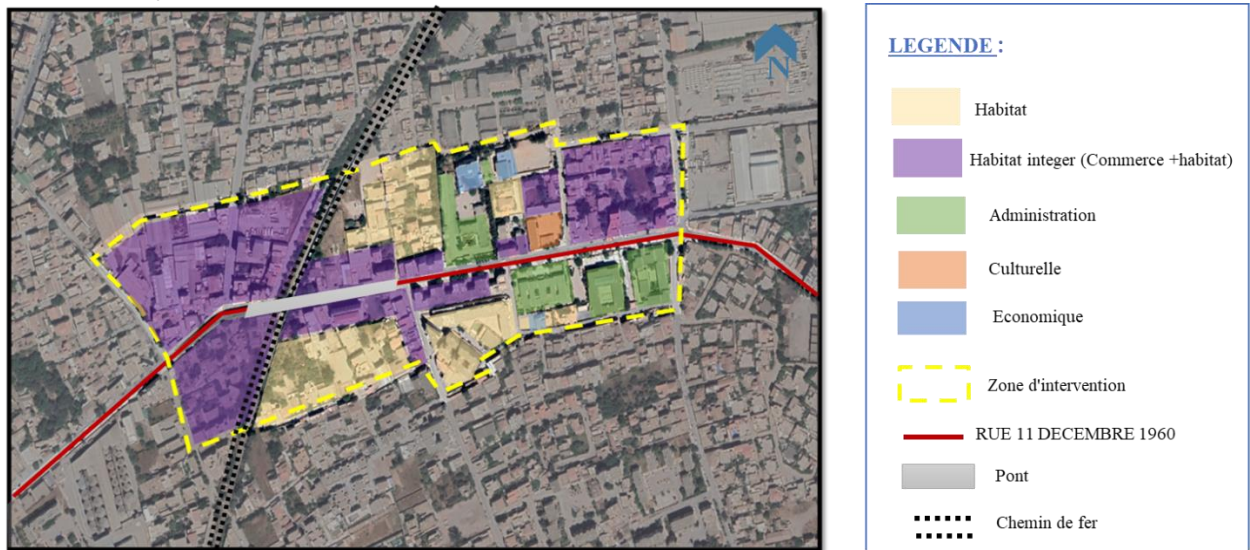 N
LEGENDE :
Habitat
Habitat integer (Commerce +habitat)
Administration
Culturelle
Economique
Zone d'intervention
RUE 11 DECEMBRE 1960
Pont
Chemin de fer